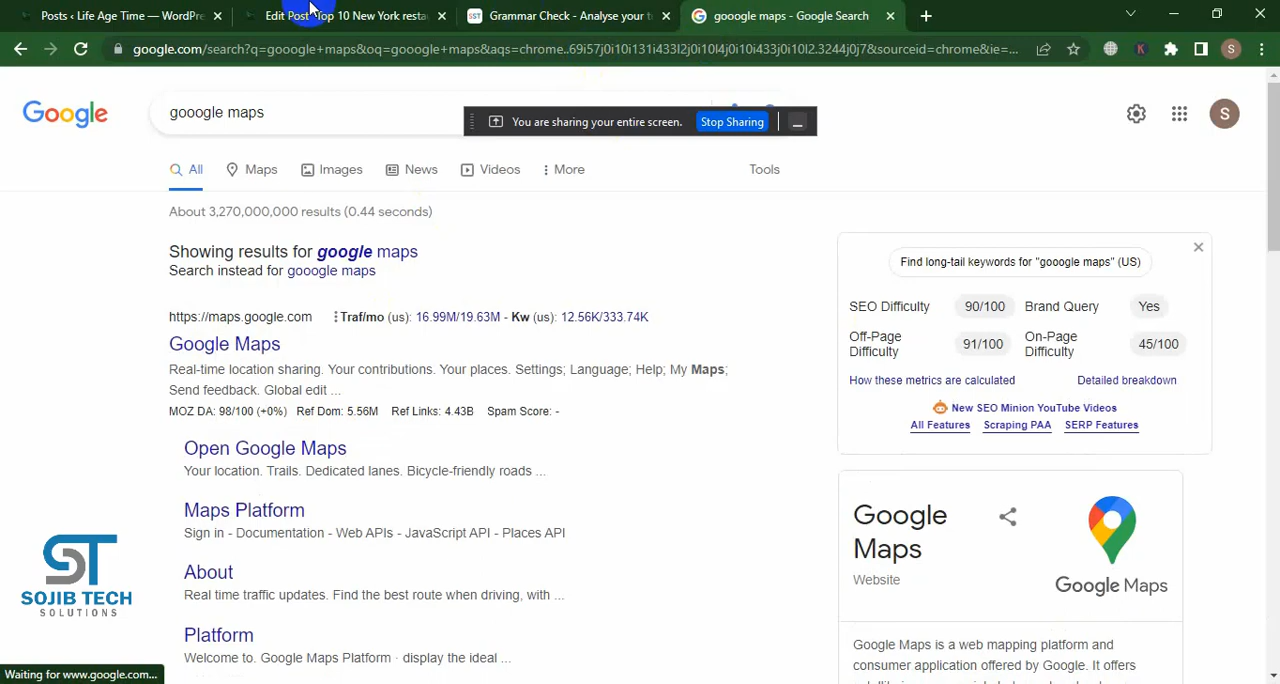 Posts ‹ Life Age Time — WordPre
Edit Post Top 10 New York resta
Grammar Check - Analyse your t
gooogle maps - Google Search
google.com/search?q=gooogle+maps&oq=gooogle+maps&aqs=chrome..69i57j0i10i131i433l2j0i10l4j0i10i433j0i10l2.3244j0j7&sourceid=chrome&ie=...
K
S
Google
gooogle maps
You are sharing your entire screen.
Stop Sharing
S
All
Maps
Images
News
Videos
More
Tools
About 3,270,000,000 results (0.44 seconds)
Showing results for google maps
Search instead for gooogle maps
https://maps.google.com
Traf/mo (us): 16.99M/19.63M - Kw (us): 12.56K/333.74K
Google Maps
Real-time location sharing. Your contributions. Your places. Settings; Language; Help; My Maps;
Send feedback. Global edit ...
MOZ DA: 98/100 (+0%) Ref Dom: 5.56M Ref Links: 4.43B Spam Score: -
Open Google Maps
Your location. Trails. Dedicated lanes. Bicycle-friendly roads ...
Maps Platform
Sign in - Documentation - Web APIs - JavaScript API - Places API
About
Real time traffic updates. Find the best route when driving, with ...
Platform
Welcome to. Google Maps Platform · display the ideal ...
Find long-tail keywords for "gooogle maps" (US)
SEO Difficulty 90/100 Brand Query Yes
Off-Page Difficulty 91/100 On-Page Difficulty 45/100
How these metrics are calculated
Detailed breakdown
New SEO Minion YouTube Videos
All Features Scraping PAA SERP Features
Google
Maps
Website
Google Maps
Google Maps is a web mapping platform and
consumer application offered by Google. It offers
ST
SOJIB TECH
SOLUTIONS
Waiting for www.google.com...